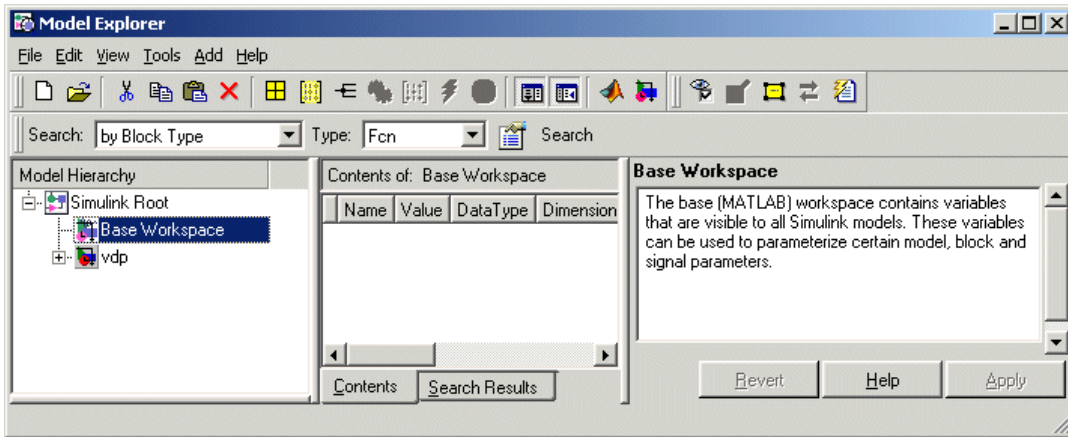 Model Explorer
File Edit View Tools Add Help
Search: by Block Type Type: Fcn Search
Model Hierarchy
Simulink Root
Base Workspace
vdp
Contents of: Base Workspace
Name Value DataType Dimension
Contents Search Results
Base Workspace
The base (MATLAB) workspace contains variables
that are visible to all Simulink models. These variables
can be used to parameterize certain model, block and
signal parameters.
Revert Help Apply